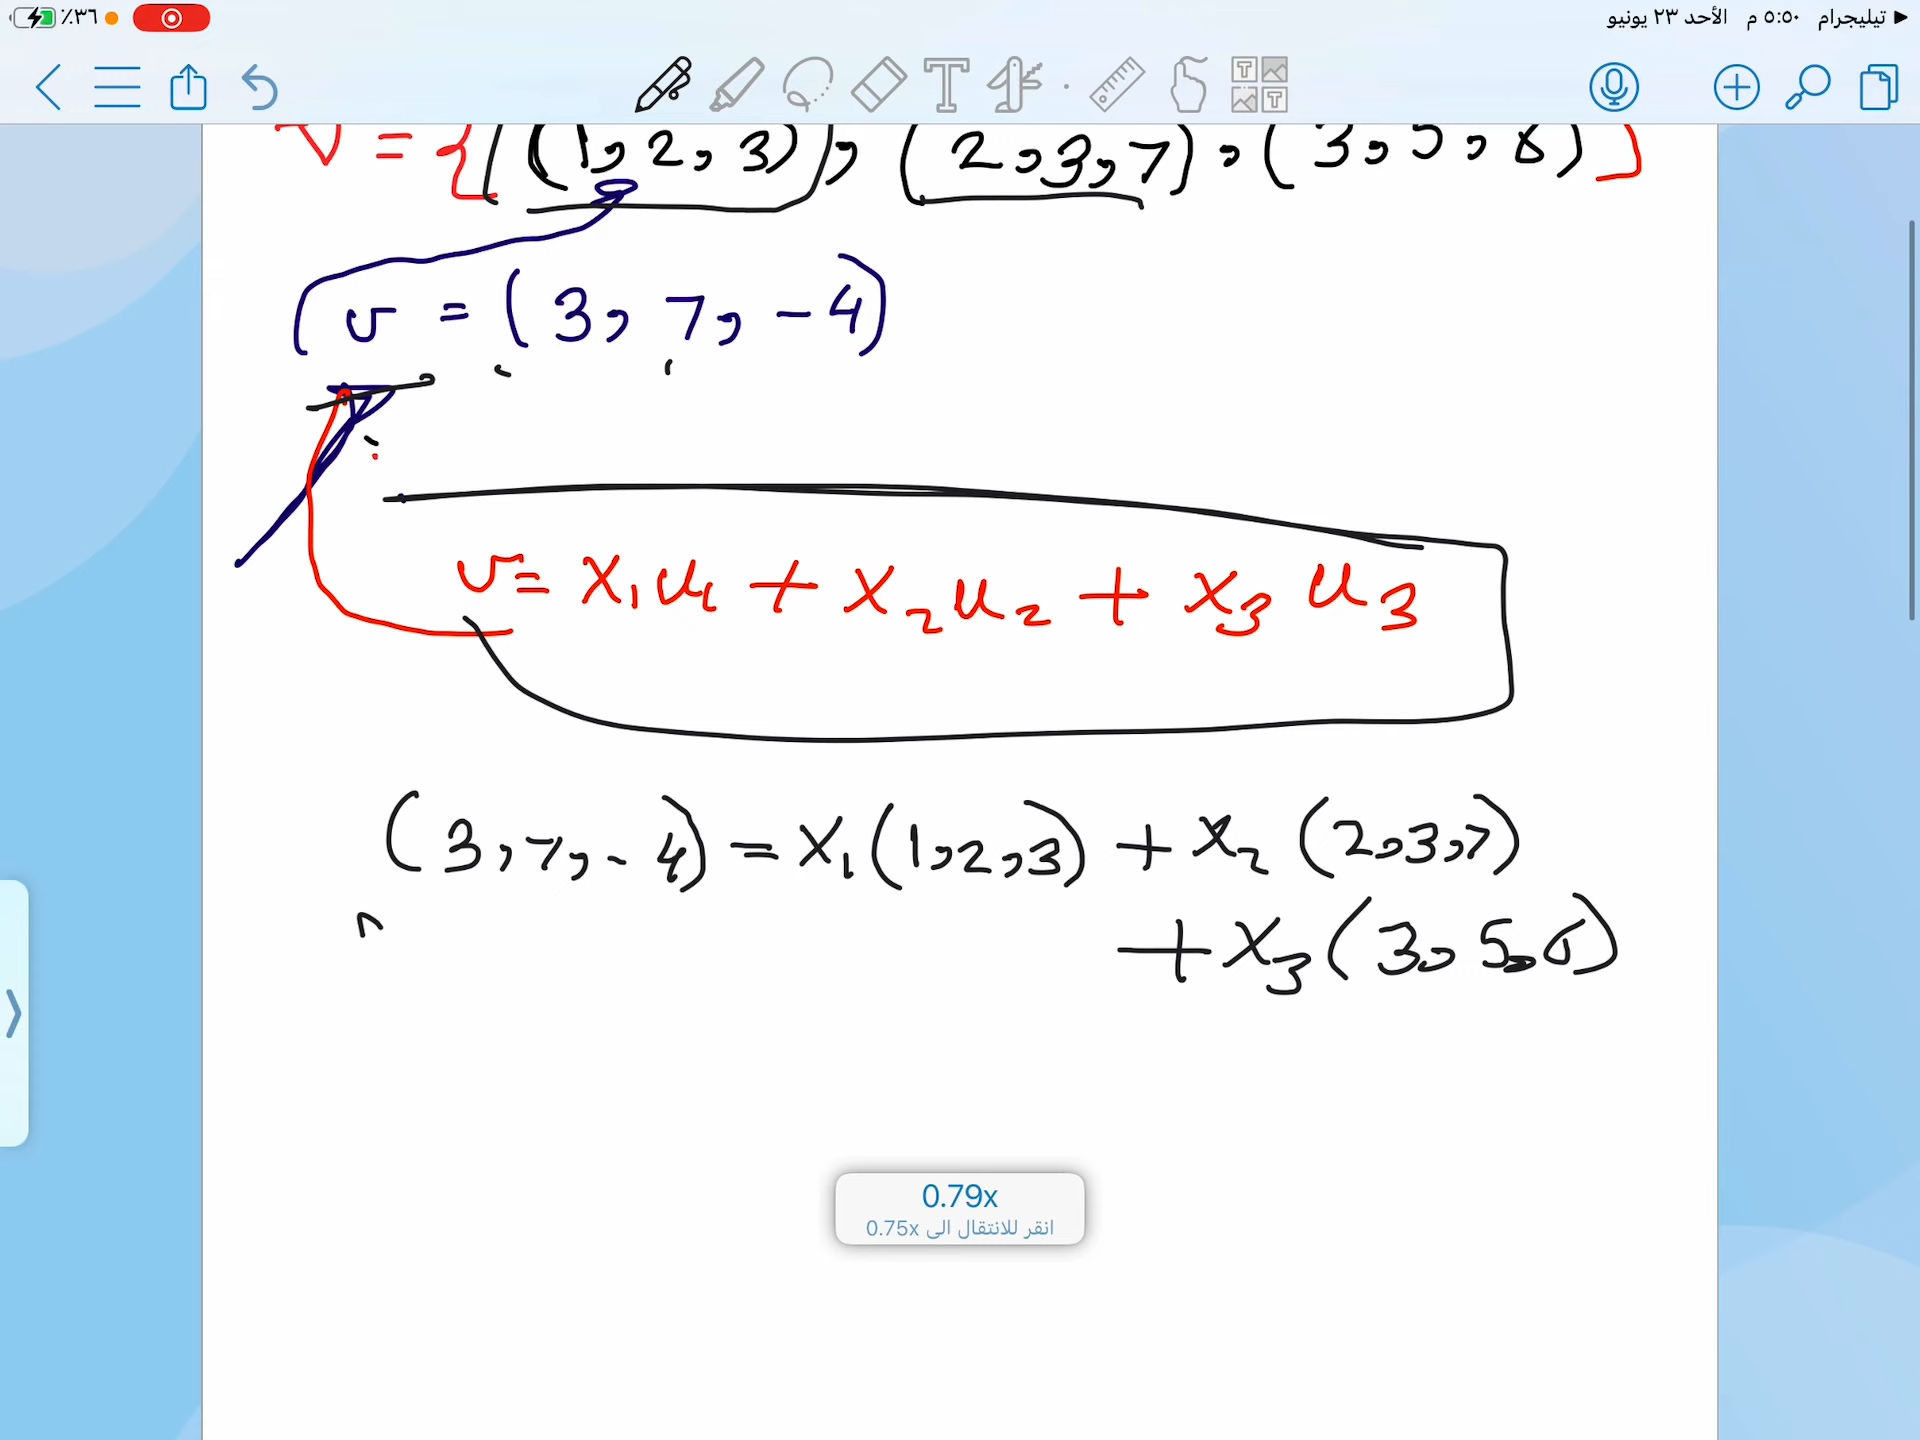 ٪٣٦
◀ تيليجرام ٥:٥٠ م الأحد ٢٣ يونيو
V = { (1, 2, 3), (2, 3, 7), (3, 5, 6) }
v = (3, 7, -4)
v = x₁u₁ + x₂u₂ + x₃u₃
(3, 7, -4) = x₁(1, 2, 3) + x₂(2, 3, 7)
+ x₃(3, 5, 6)
0.79x
انقر للانتقال الى 0.75x